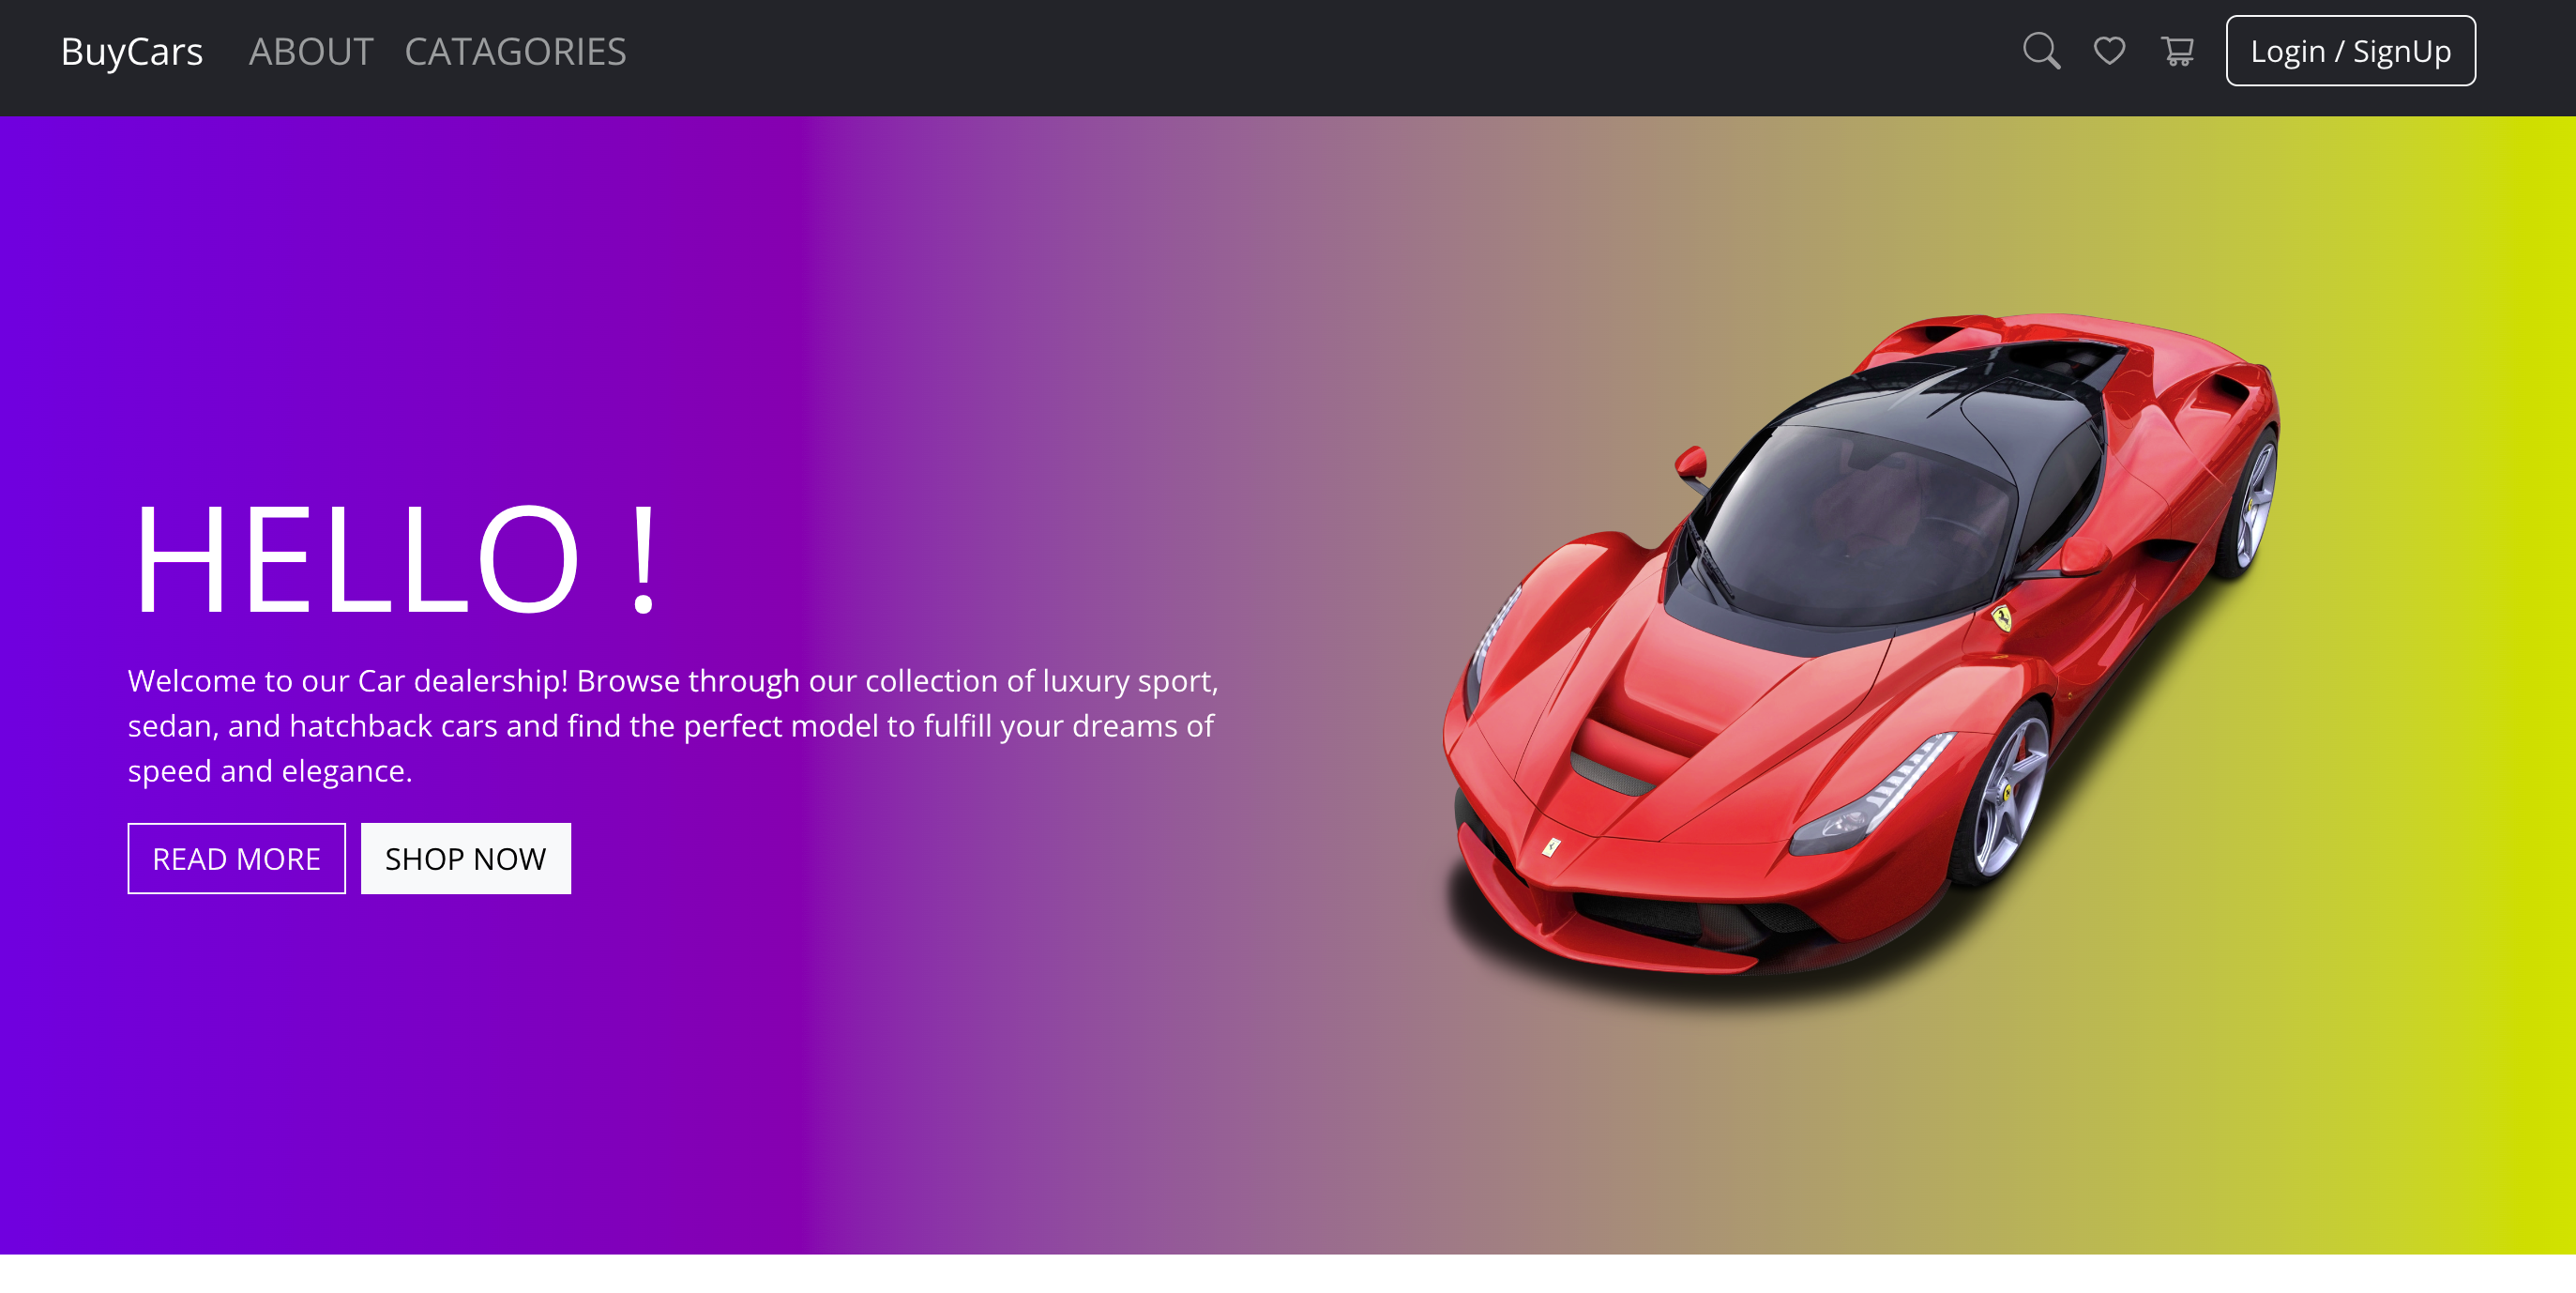 BuyCars ABOUT CATAGORIES Login / SignUp
HELLO !
Welcome to our Car dealership! Browse through our collection of luxury sport,
sedan, and hatchback cars and find the perfect model to fulfill your dreams of
speed and elegance.
READ MORE SHOP NOW